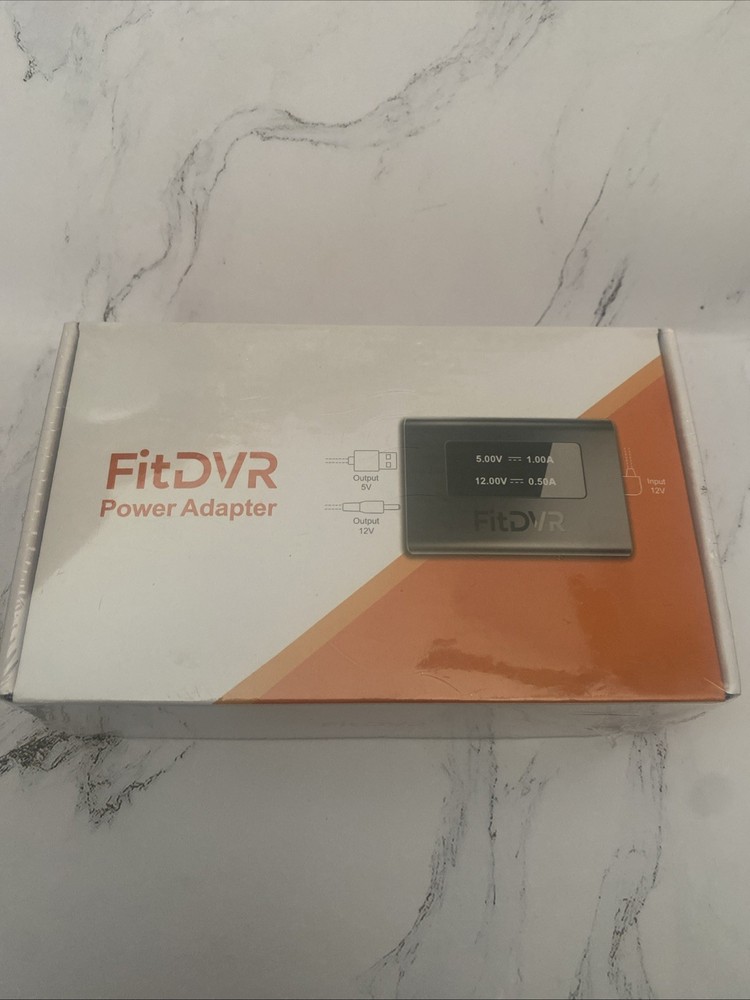 FitDVR
Power Adapter
Output
5V
Output
12V
5.00V ⎓ 1.00A
12.00V ⎓ 0.50A
FitDVR
Input
12V